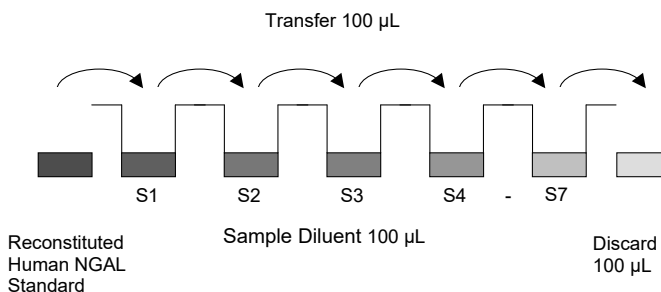 Transfer 100 µL
S1 S2 S3 S4 - S7
Reconstituted
Human NGAL
Standard
Sample Diluent 100 µL
Discard
100 µL